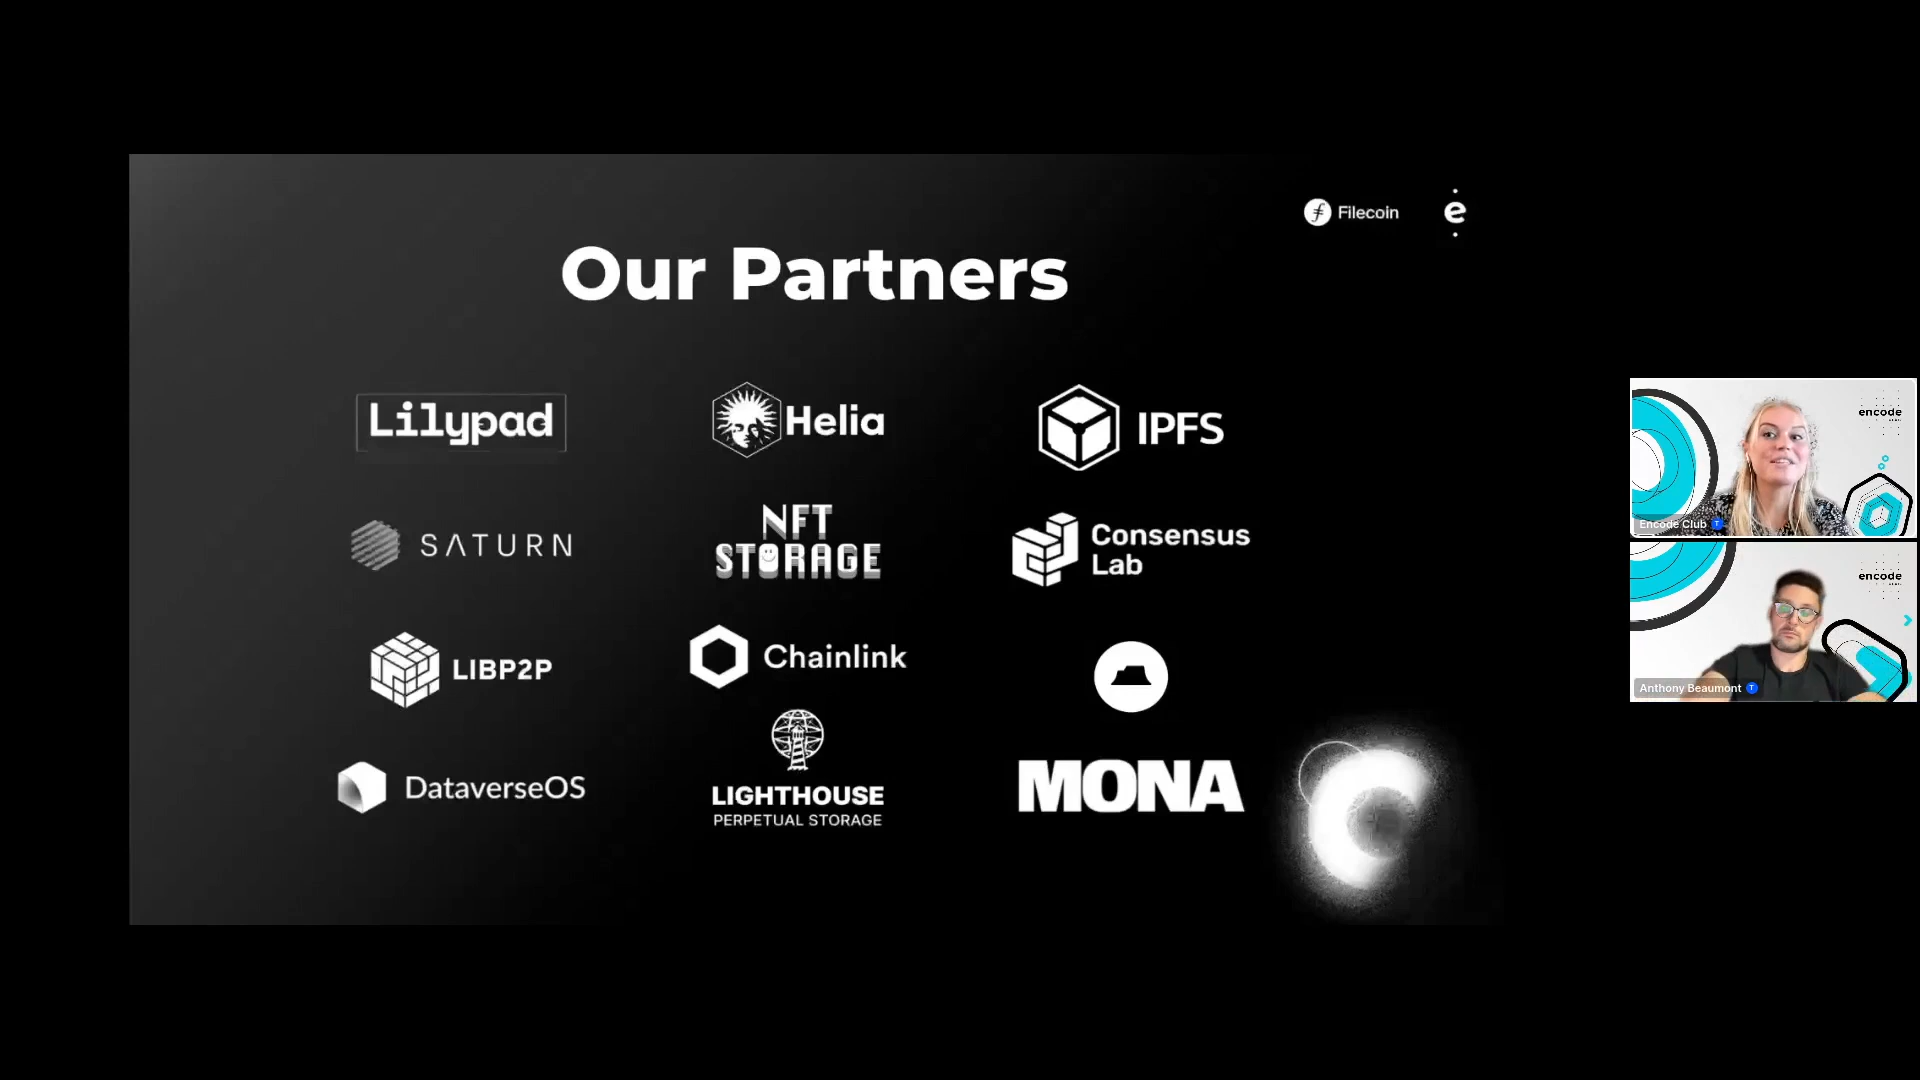 Filecoin
e
Our Partners
Lilypad
Helia
IPFS
SATURN
NFT
STORAGE
Consensus
Lab
LIBP2P
Chainlink
DataverseOS
LIGHTHOUSE
PERPETUAL STORAGE
MONA
encode
Encode Club T
encode
Anthony Beaumont T